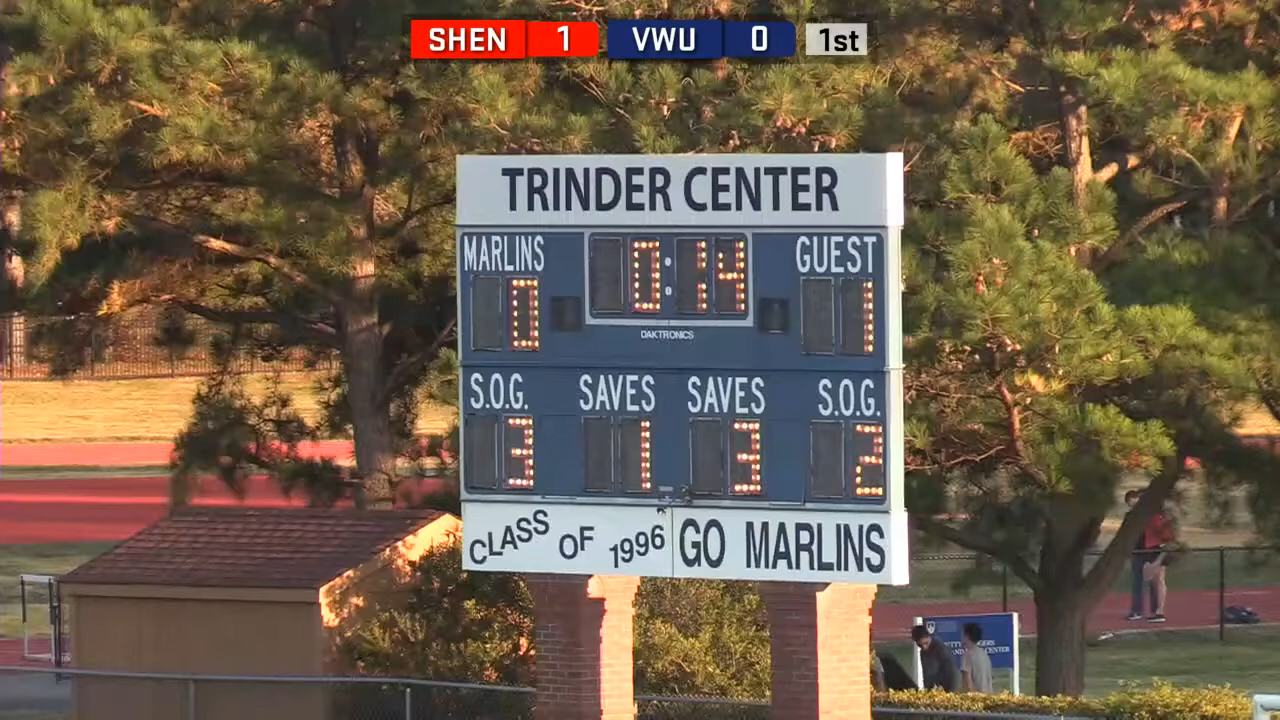 SHEN 1 VWU 0 1st
TRINDER CENTER
MARLINS 0:14 GUEST
0 1
DAKTRONICS
S.O.G. SAVES SAVES S.O.G.
3 1 3 2
CLASS OF 1996 GO MARLINS
CENTER